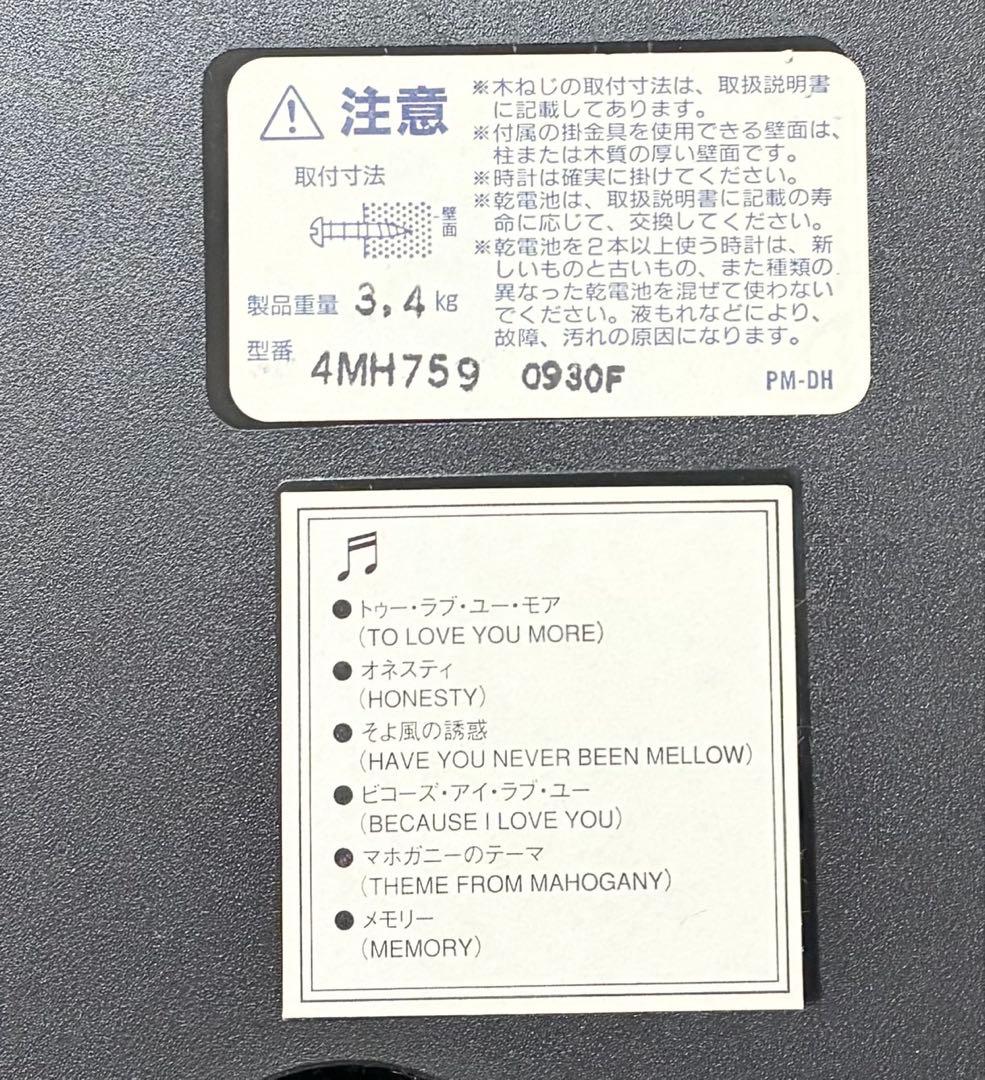 注意
取付寸法
壁面
製品重量 3.4 kg
型番 4MH759 0930F
※木ねじの取付寸法は、取扱説明書
に記載してあります。
※付属の掛金具を使用できる壁面は、
柱または木質の厚い壁面です。
※時計は確実に掛けてください。
※乾電池は、取扱説明書に記載の寿
命に応じて、交換してください。
※乾電池を2本以上使う時計は、新
しいものと古いもの、また種類の
異なった乾電池を混ぜて使わない
でください。液もれなどにより、
故障、汚れの原因になります。
PM-DH
●トゥー・ラブ・ユー・モア
(TO LOVE YOU MORE)
●オネスティ
(HONESTY)
●そよ風の誘惑
(HAVE YOU NEVER BEEN MELLOW)
●ビコーズ・アイ・ラブ・ユー
(BECAUSE I LOVE YOU)
●マホガニーのテーマ
(THEME FROM MAHOGANY)
●メモリー
(MEMORY)